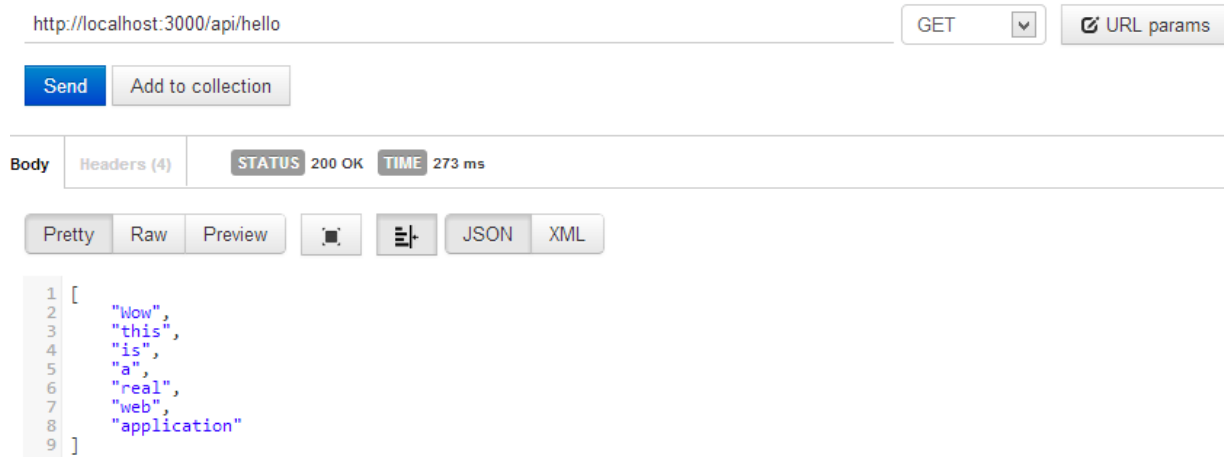 http://localhost:3000/api/hello GET URL params
Send Add to collection
Body Headers (4) STATUS 200 OK TIME 273 ms
Pretty Raw Preview JSON XML
1 [
2 "Wow",
3 "this",
4 "is",
5 "a",
6 "real",
7 "web",
8 "application"
9 ]